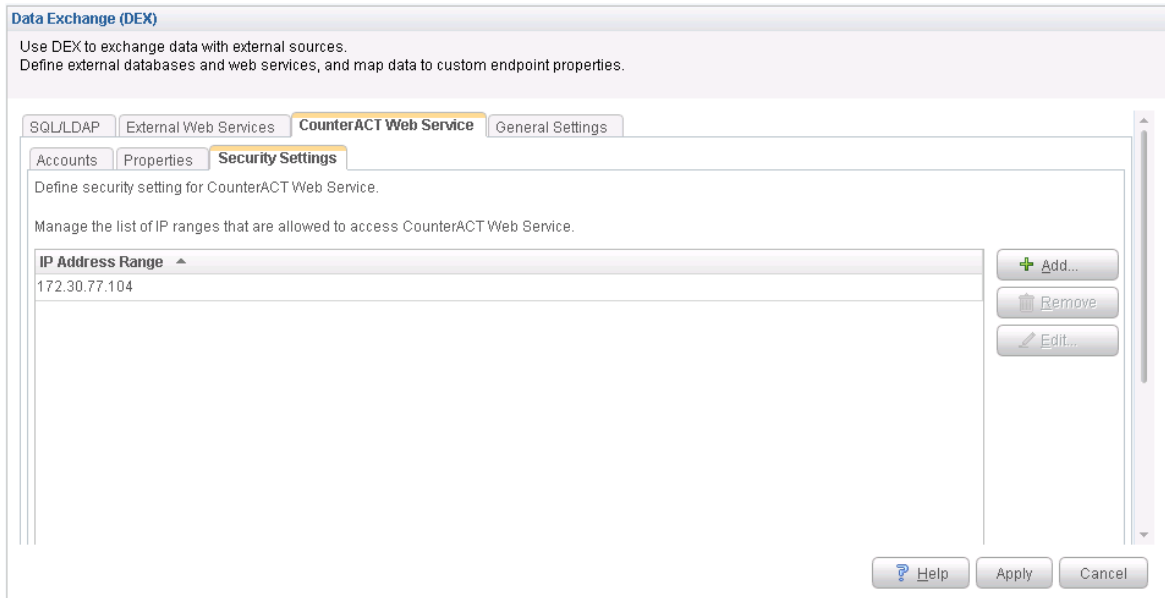 Data Exchange (DEX)
Use DEX to exchange data with external sources.
Define external databases and web services, and map data to custom endpoint properties.
SQL/LDAP External Web Services CounterACT Web Service General Settings
Accounts Properties Security Settings
Define security setting for CounterACT Web Service.
Manage the list of IP ranges that are allowed to access CounterACT Web Service.
IP Address Range
Add...
172.30.77.104
Remove
Edit...
Help Apply Cancel